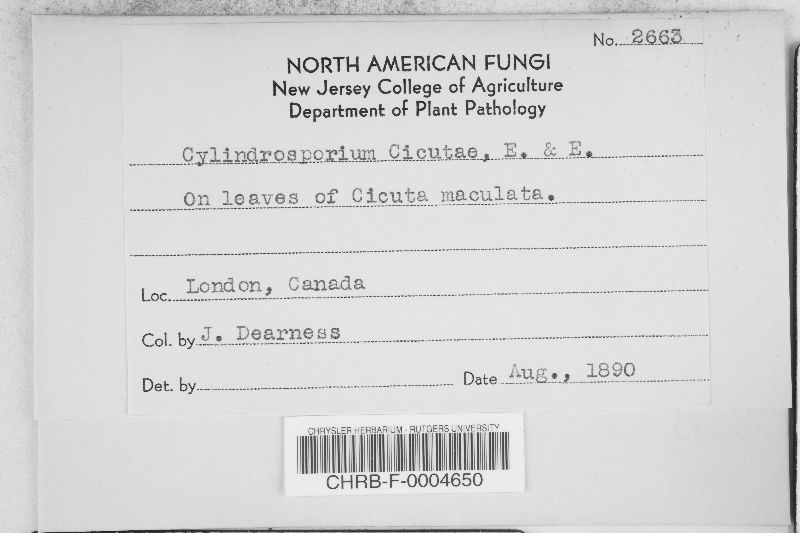 No. 2663
NORTH AMERICAN FUNGI
New Jersey College of Agriculture
Department of Plant Pathology
Cylindrosporium Cicutae, E. & E.
On leaves of Cicuta maculata.
Loc. London, Canada
Col. by J. Dearness
Det. by
Date Aug., 1890
CHRYSLER HERBARIUM - RUTGERS UNIVERSITY
CHRB-F-0004650